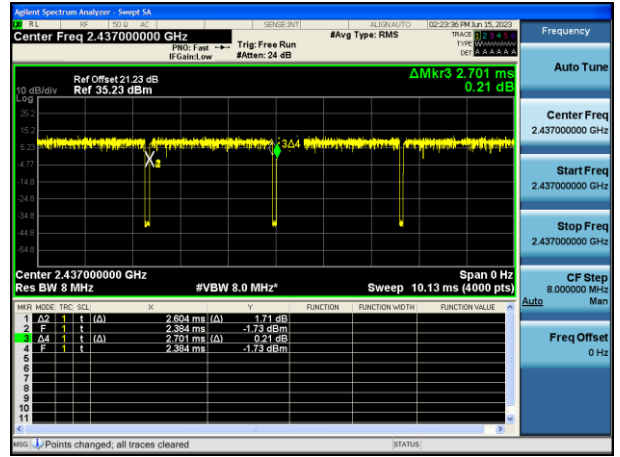 Agilent Spectrum Analyzer - Swept SA
RL RF 50 Ω AC SENSE:INT ALIGN AUTO 02:23:36 PM Jun 15, 2023
Center Freq 2.437000000 GHz #Avg Type: RMS TRACE 1 2 3 4 5 6
PNO: Fast Trig: Free Run TYPE
IFGain:Low #Atten: 24 dB DET A A A A A A
Frequency
Auto Tune
Ref Offset 21.23 dB ΔMkr3 2.701 ms
10 dB/div Ref 35.23 dBm 0.21 dB
Log
25.2
15.2
5.23
-4.77
-14.8
-24.8
-34.8
-44.8
-54.8
2
3Δ4
Center Freq
2.437000000 GHz
Start Freq
2.437000000 GHz
Stop Freq
2.437000000 GHz
CF Step
8.000000 MHz
Auto Man
Freq Offset
0 Hz
Center 2.437000000 GHz Span 0 Hz
Res BW 8 MHz #VBW 8.0 MHz* Sweep 10.13 ms (4000 pts)
MKR MODE TRC SCL X Y FUNCTION FUNCTION WIDTH FUNCTION VALUE
1 Δ2 1 t (Δ) 2.604 ms (Δ) 1.71 dB
2 F 1 t 2.384 ms -1.73 dBm
3 Δ4 1 t (Δ) 2.701 ms (Δ) 0.21 dB
4 F 1 t 2.384 ms -1.73 dBm
5
6
7
8
9
10
11
MSG Points changed; all traces cleared STATUS